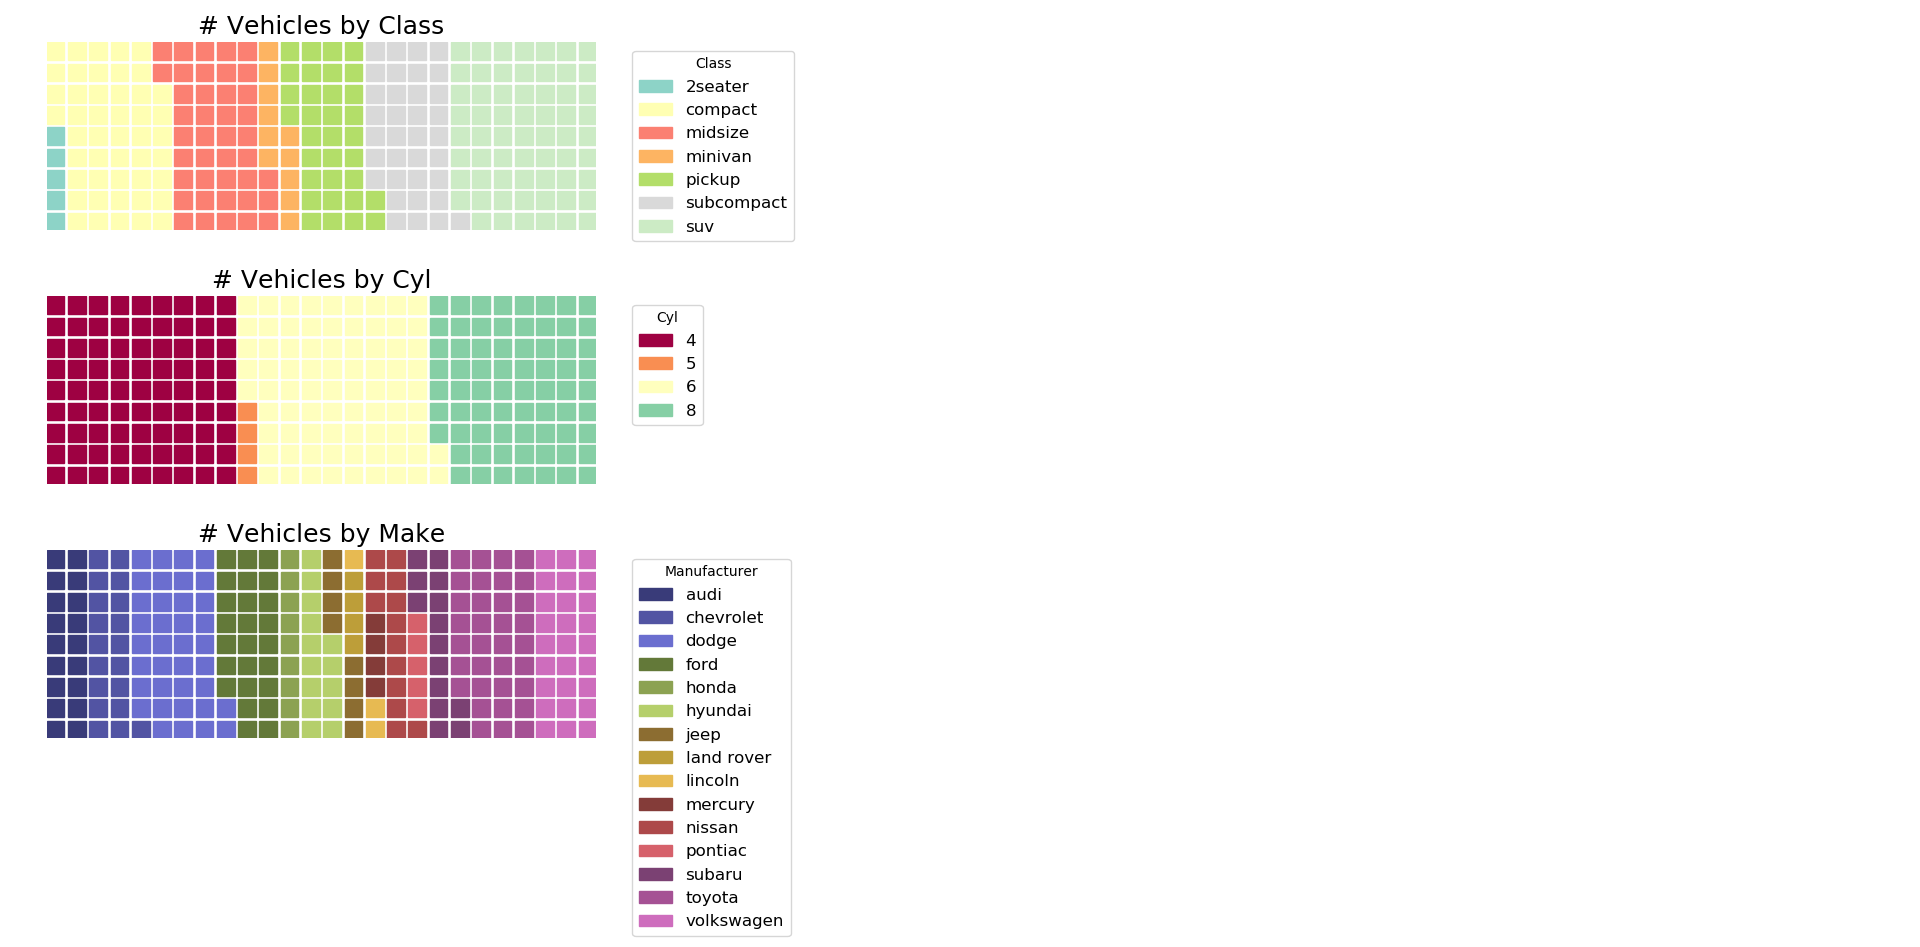 # Vehicles by Class
Class
2seater
compact
midsize
minivan
pickup
subcompact
suv
# Vehicles by Cyl
Cyl
4
5
6
8
# Vehicles by Make
Manufacturer
audi
chevrolet
dodge
ford
honda
hyundai
jeep
land rover
lincoln
mercury
nissan
pontiac
subaru
toyota
volkswagen